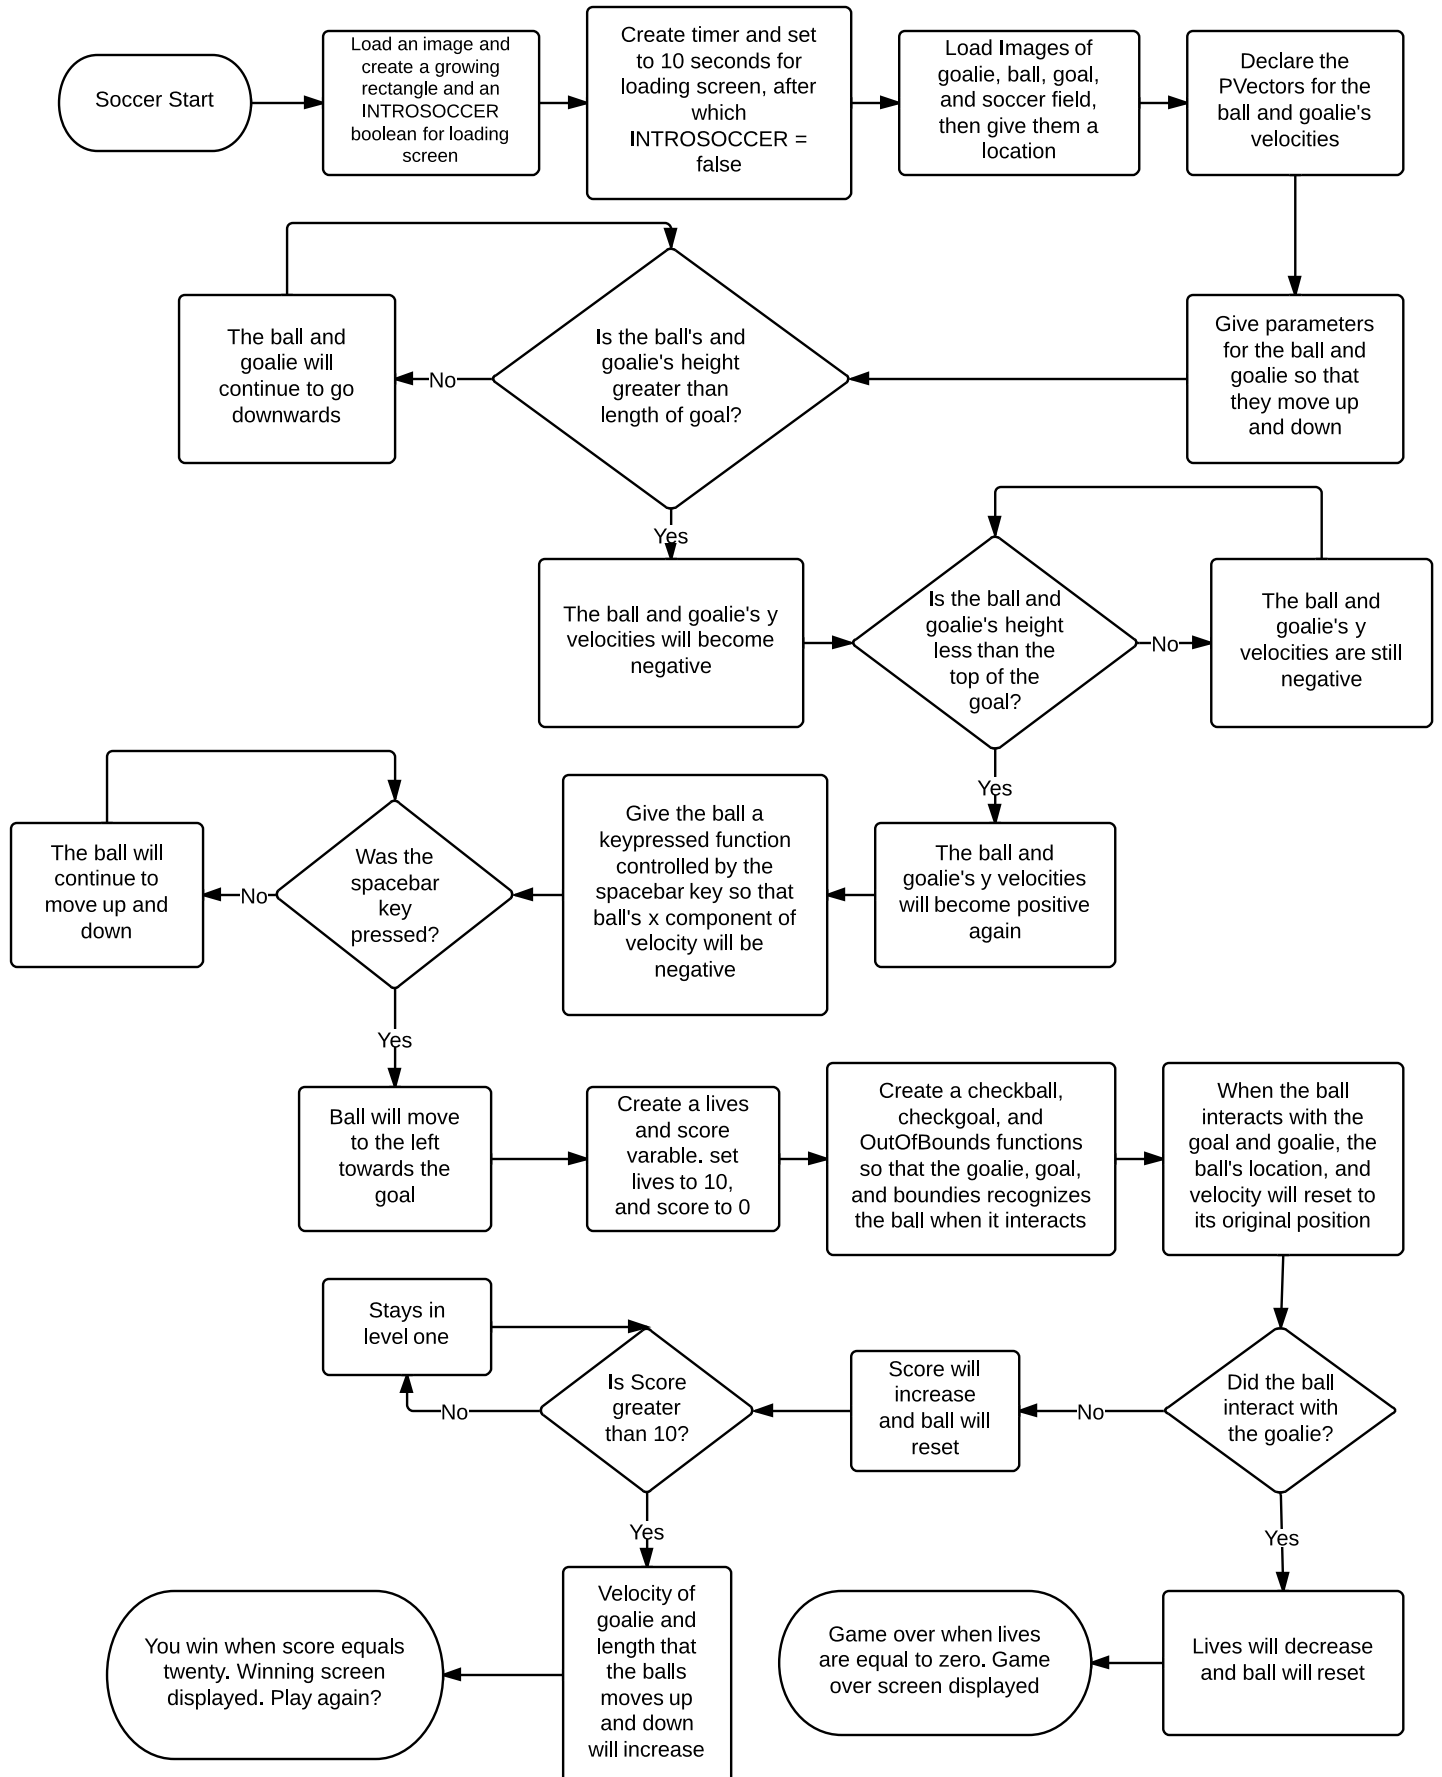 Soccer Start
Load an image and
create a growing
rectangle and an
INTROSOCCER
boolean for loading
screen
Create timer and set
to 10 seconds for
loading screen, after
which
INTROSOCCER =
false
Load Images of
goalie, ball, goal,
and soccer field,
then give them a
location
Declare the
PVectors for the
ball and goalie's
velocities
Give parameters
for the ball and
goalie so that
they move up
and down
Is the ball's and
goalie's height
greater than
length of goal?
No
The ball and
goalie will
continue to go
downwards
Yes
The ball and goalie's y
velocities will become
negative
Is the ball and
goalie's height
less than the
top of the
goal?
No
The ball and
goalie's y
velocities are still
negative
Yes
The ball and
goalie's y velocities
will become positive
again
Give the ball a
keypressed function
controlled by the
spacebar key so that
ball's x component of
velocity will be
negative
Was the
spacebar
key
pressed?
No
The ball will
continue to
move up and
down
Yes
Ball will move
to the left
towards the
goal
Create a lives
and score
varable. set
lives to 10,
and score to 0
Create a checkball,
checkgoal, and
OutOfBounds functions
so that the goalie, goal,
and boundies recognizes
the ball when it interacts
When the ball
interacts with the
goal and goalie, the
ball's location, and
velocity will reset to
its original position
Did the ball
interact with
the goalie?
No
Score will
increase
and ball will
reset
Is Score
greater
than 10?
No
Stays in
level one
Yes
Velocity of
goalie and
length that
the balls
moves up
and down
will increase
You win when score equals
twenty. Winning screen
displayed. Play again?
Yes
Lives will decrease
and ball will reset
Game over when lives
are equal to zero. Game
over screen displayed